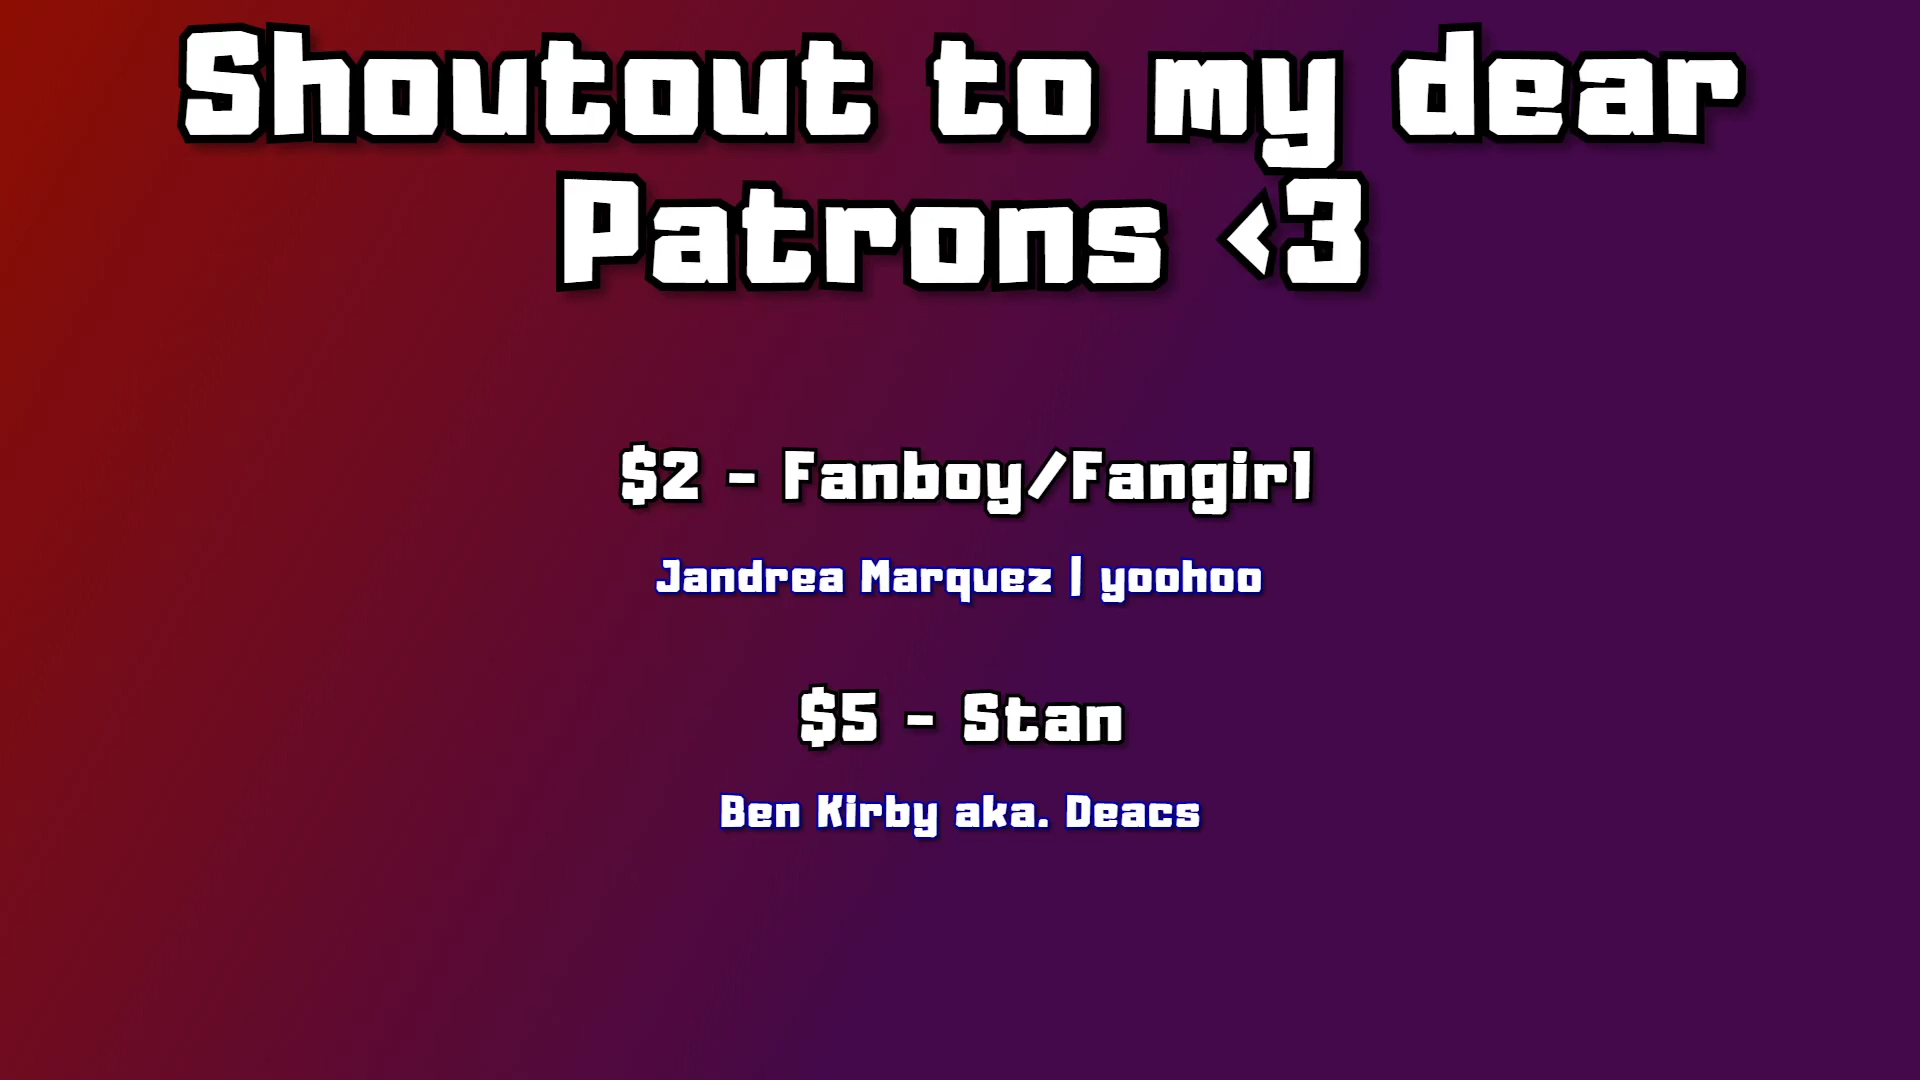 Shoutout to my dear
Patrons <3
$2 - Fanboy/Fangirl
Jandrea Marquez | yoohoo
$5 - Stan
Ben Kirby aka. Deacs